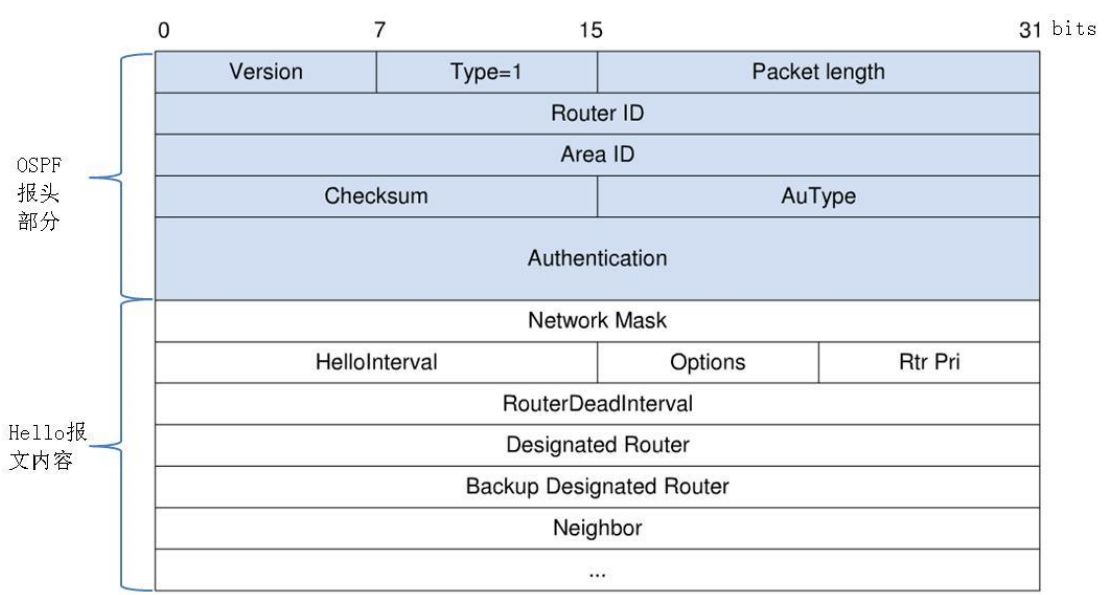 0 7 15 31 bits
Version Type=1 Packet length
Router ID
Area ID
Checksum AuType
Authentication
OSPF
报头
部分
Network Mask
HelloInterval Options Rtr Pri
RouterDeadInterval
Designated Router
Backup Designated Router
Neighbor
...
Hello报
文内容